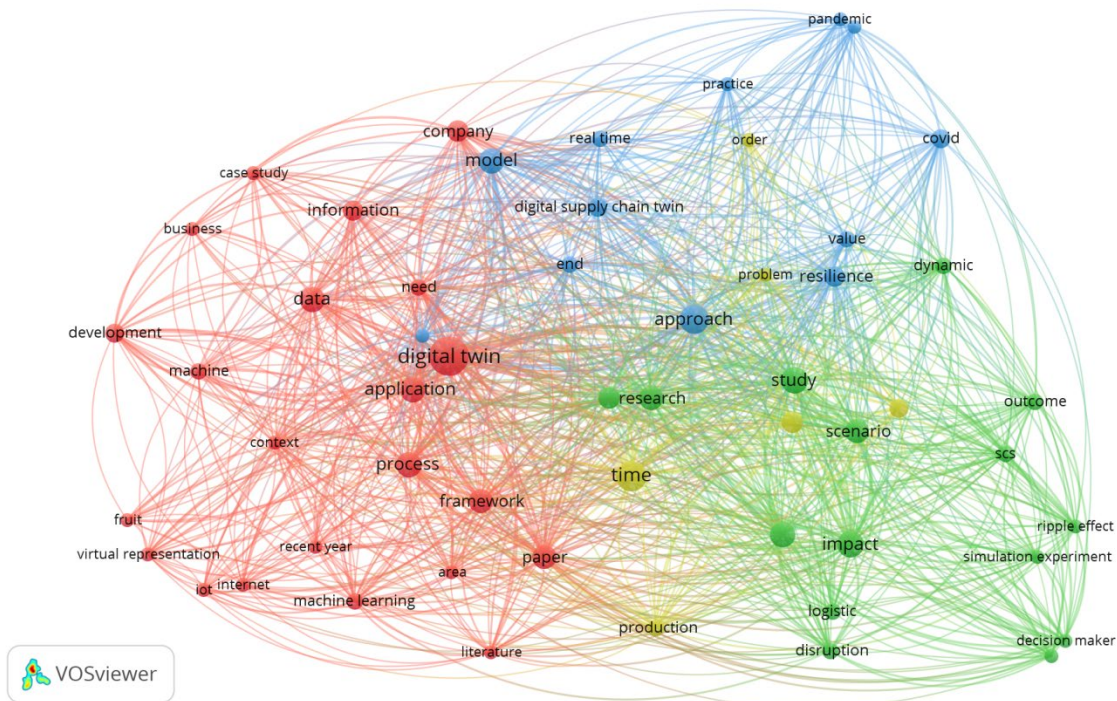 pandemic
practice
company
real time
order
covid
model
case study
digital supply chain twin
information
business
value
end
problem
resilience
dynamic
need
data
approach
development
digital twin
machine
application
study
research
outcome
scenario
context
process
scs
time
framework
fruit
ripple effect
recent year
impact
virtual representation
area
paper
simulation experiment
iot
internet
machine learning
logistic
production
decision maker
literature
disruption
VOSviewer